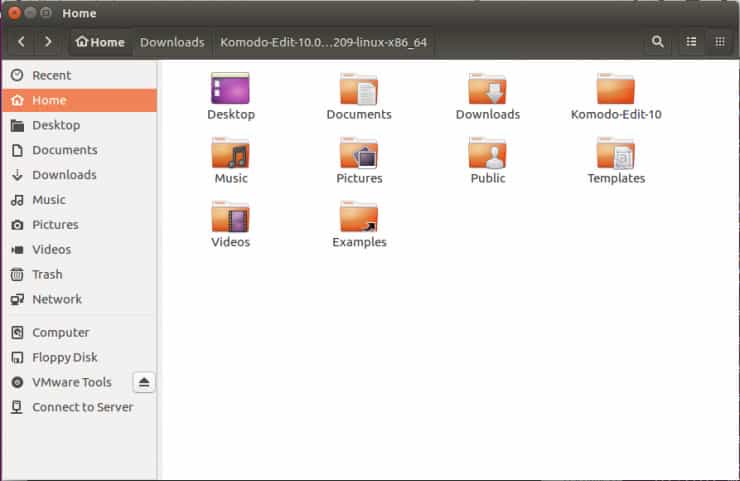 Home
Home Downloads Komodo-Edit-10.0...209-linux-x86_64
Recent
Home
Desktop
Documents
Downloads
Music
Pictures
Videos
Trash
Network
Computer
Floppy Disk
VMware Tools
Connect to Server
Desktop Documents Downloads Komodo-Edit-10
Music Pictures Public Templates
Videos Examples